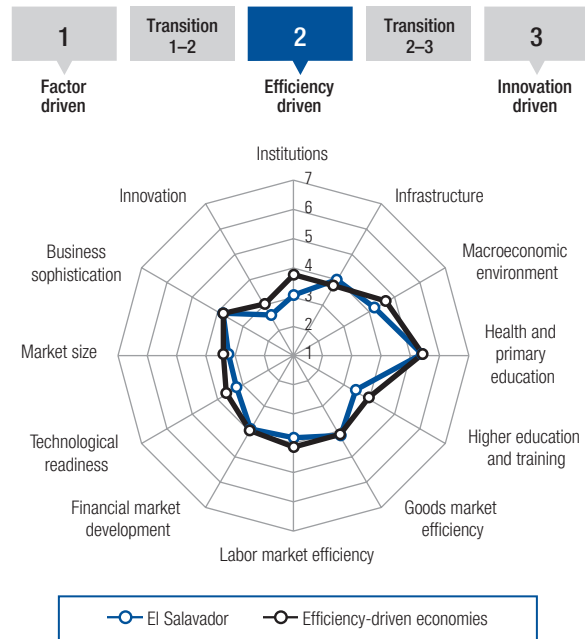 1
Transition
1–2
2
Transition
2–3
3
Factor
driven
Efficiency
driven
Innovation
driven
Institutions
7
6
5
4
3
2
1
Infrastructure
Macroeconomic
environment
Health and
primary
education
Higher education
and training
Goods market
efficiency
Labor market efficiency
Financial market
development
Technological
readiness
Market size
Business
sophistication
Innovation
El Salavador
Efficiency-driven economies